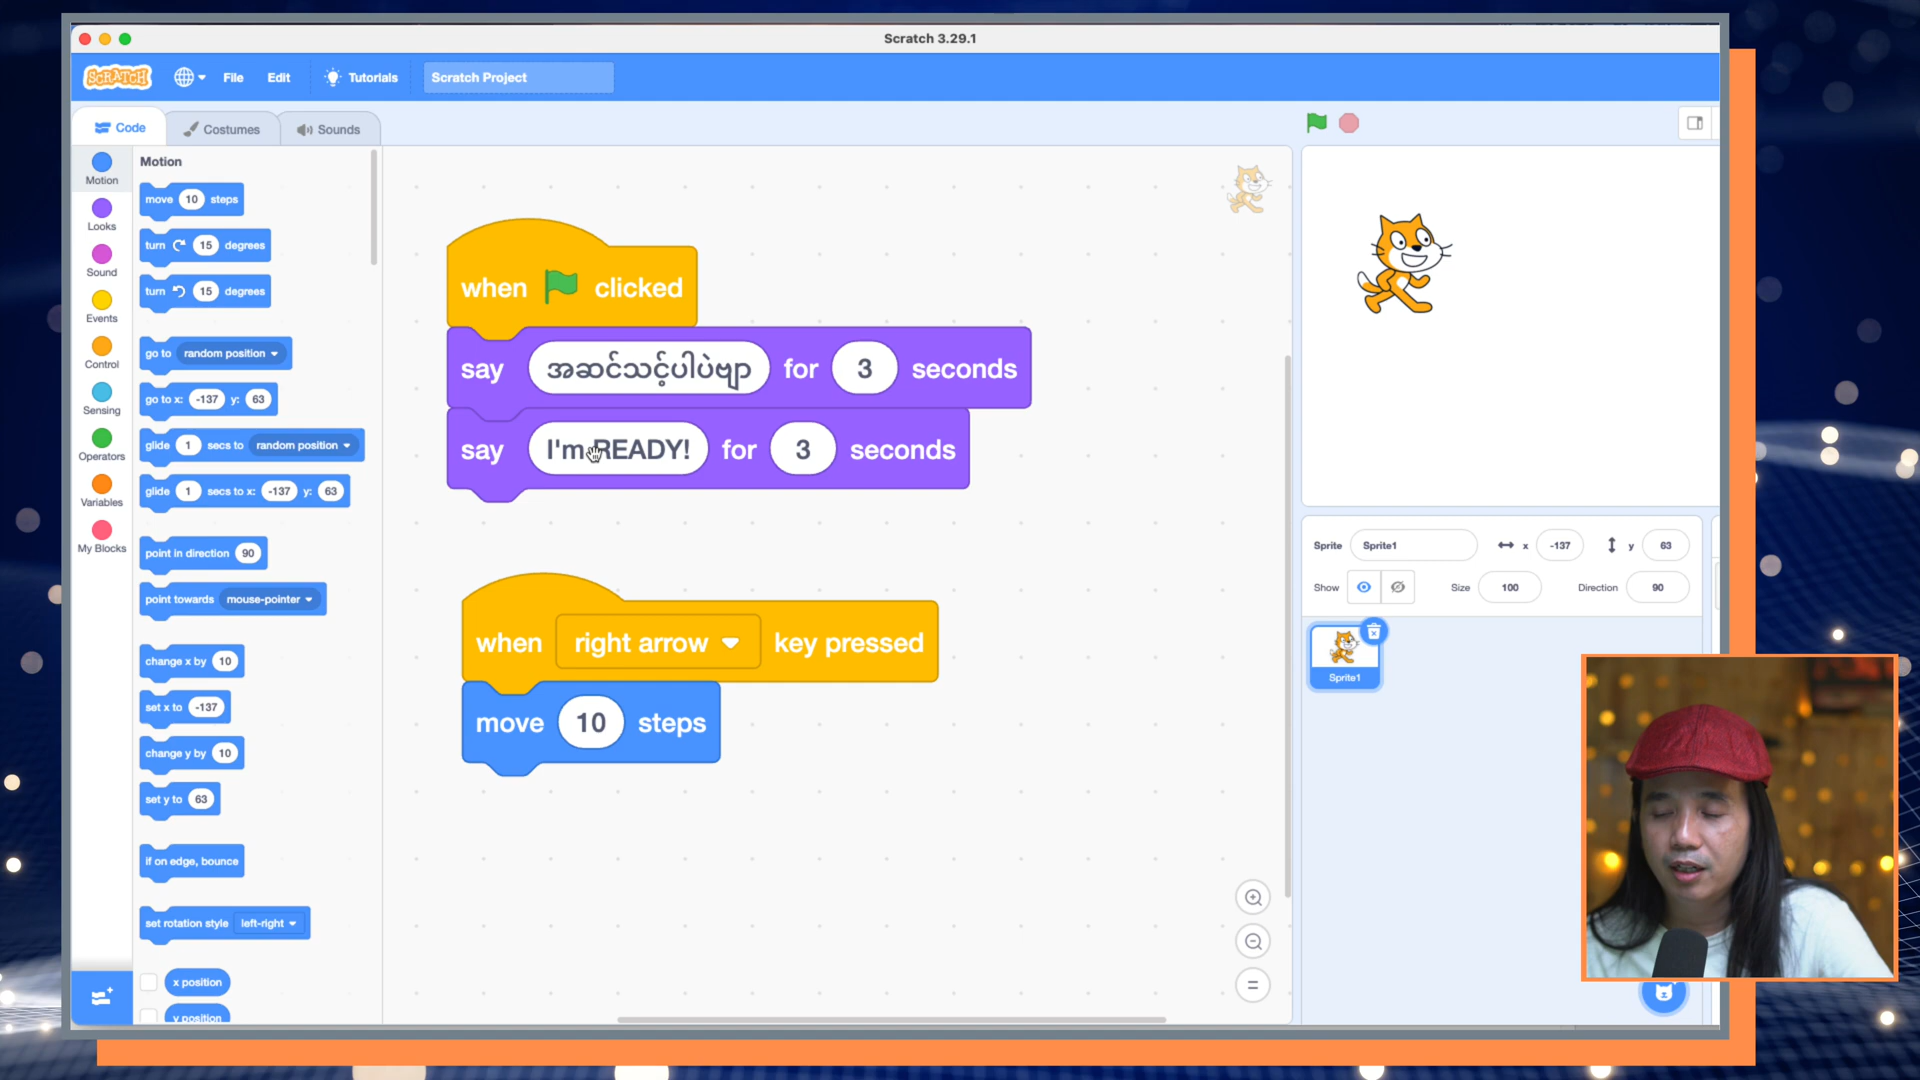 Scratch 3.29.1
SCRATCH File Edit Tutorials Scratch Project
Code Costumes Sounds
Motion
Looks
Sound
Events
Control
Sensing
Operators
Variables
My Blocks
Motion
move 10 steps
turn 15 degrees
turn 15 degrees
go to random position
go to x: -137 y: 63
glide 1 secs to random position
glide 1 secs to x: -137 y: 63
point in direction 90
point towards mouse-pointer
change x by 10
set x to -137
change y by 10
set y to 63
if on edge, bounce
set rotation style left-right
x position
y position
when clicked
say အဆင်သင့်ပါပဲဗျာ for 3 seconds
say I'm READY! for 3 seconds
when right arrow key pressed
move 10 steps
Sprite Sprite1 x -137 y 63
Show Size 100 Direction 90
Sprite1